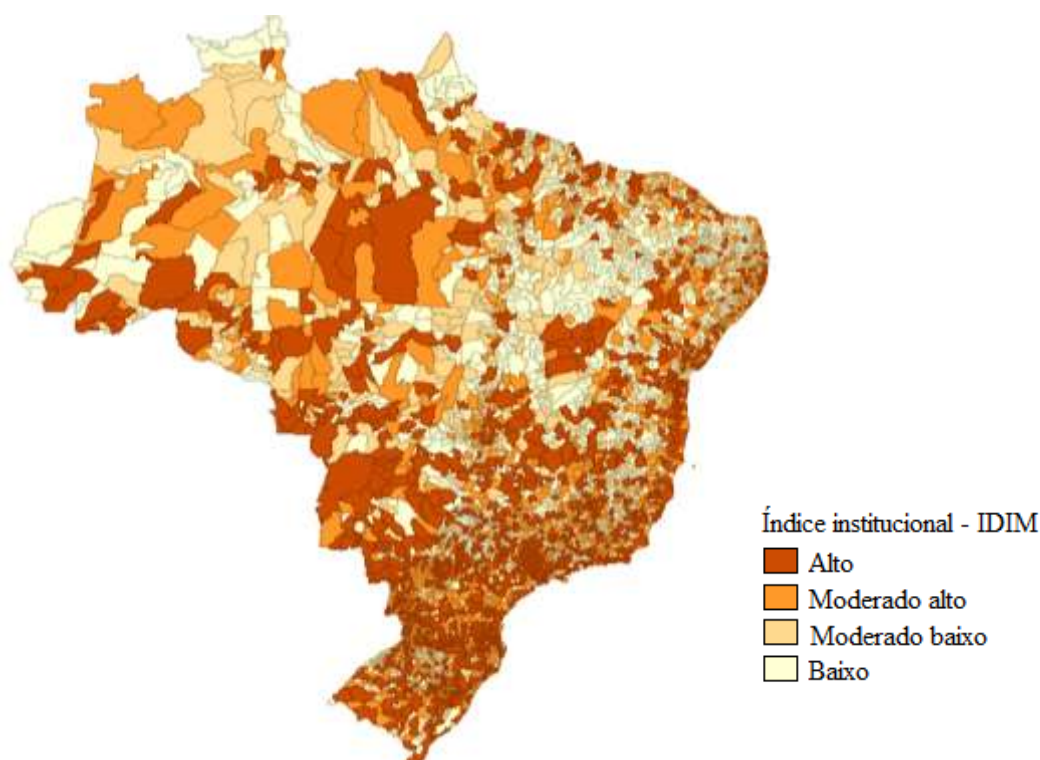 Índice institucional - IDIM
Alto
Moderado alto
Moderado baixo
Baixo